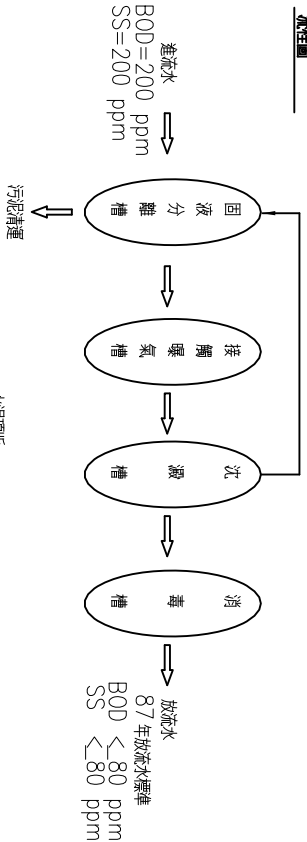 流程圖
進流水
BOD=200 ppm
SS=200 ppm
固液分離槽
污泥清運
接觸曝氣槽
沈澱槽
消毒槽
放流水
87年放流水標準
BOD ≤80 ppm
SS ≤80 ppm